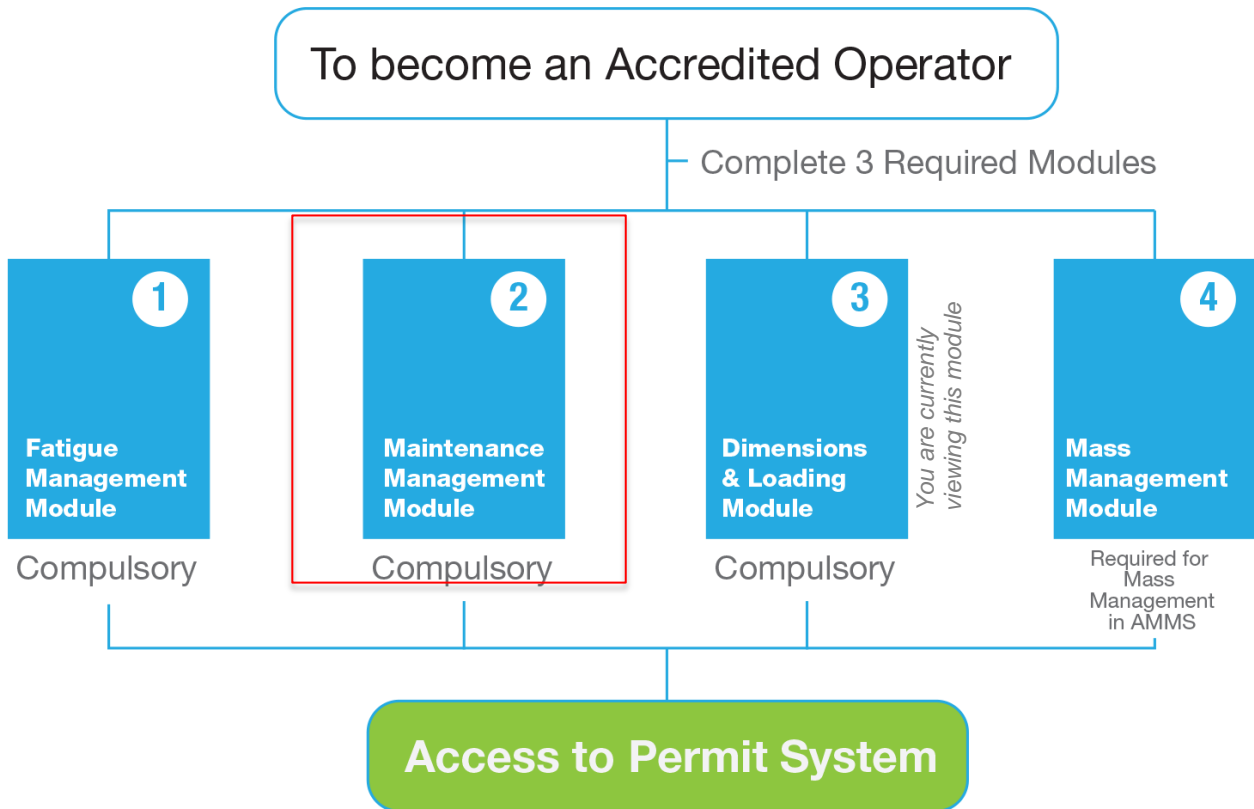 To become an Accredited Operator
Complete 3 Required Modules
1
Fatigue
Management
Module
Compulsory
2
Maintenance
Management
Module
Compulsory
3
Dimensions
& Loading
Module
You are currently
viewing this module
Compulsory
4
Mass
Management
Module
Required for
Mass
Management
in AMMS
Access to Permit System